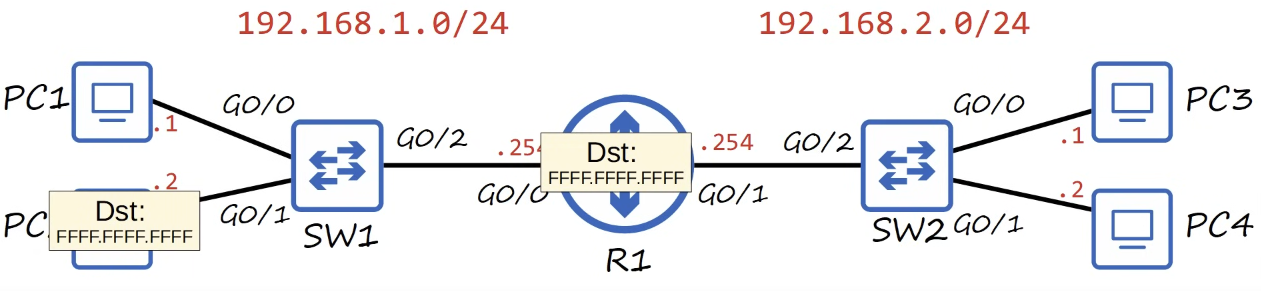 192.168.1.0/24
192.168.2.0/24
PC1
.1
G0/0
G0/2
.254
Dst:
FFFF.FFFF.FFFF
.254
G0/2
G0/0
.1
PC3
.2
Dst:
FFFF.FFFF.FFFF
G0/1
SW1
G0/0
R1
G0/1
SW2
G0/1
.2
PC4